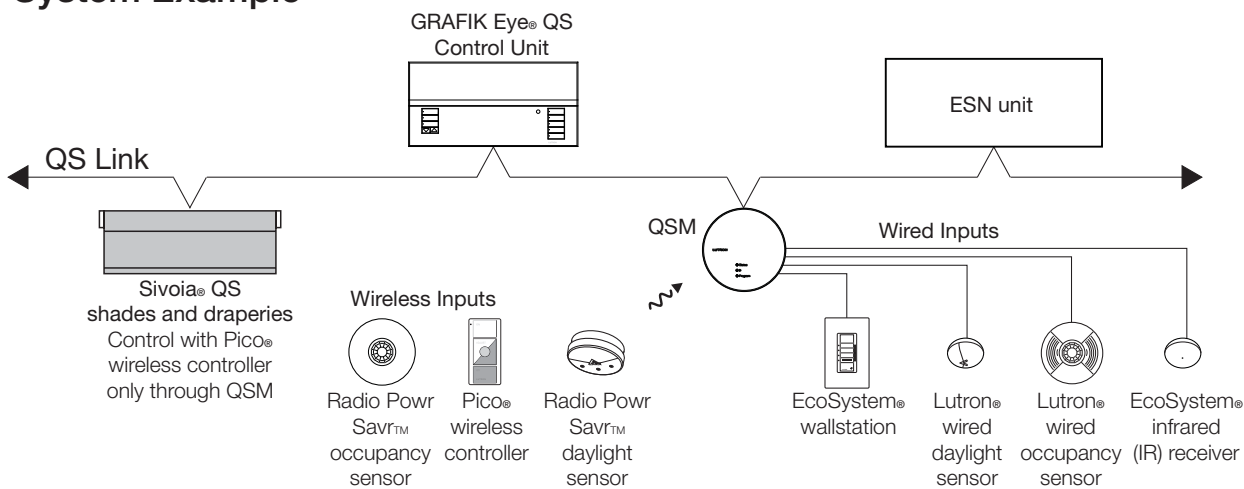 System Example
GRAFIK Eye® QS
Control Unit
ESN unit
QS Link
QSM
Wired Inputs
Sivoia® QS
shades and draperies
Control with Pico®
wireless controller
only through QSM
Wireless Inputs
Radio Powr
Savr™
occupancy
sensor
Pico®
wireless
controller
Radio Powr
Savr™
daylight
sensor
EcoSystem®
wallstation
Lutron®
wired
daylight
sensor
Lutron®
wired
occupancy
sensor
EcoSystem®
infrared
(IR) receiver